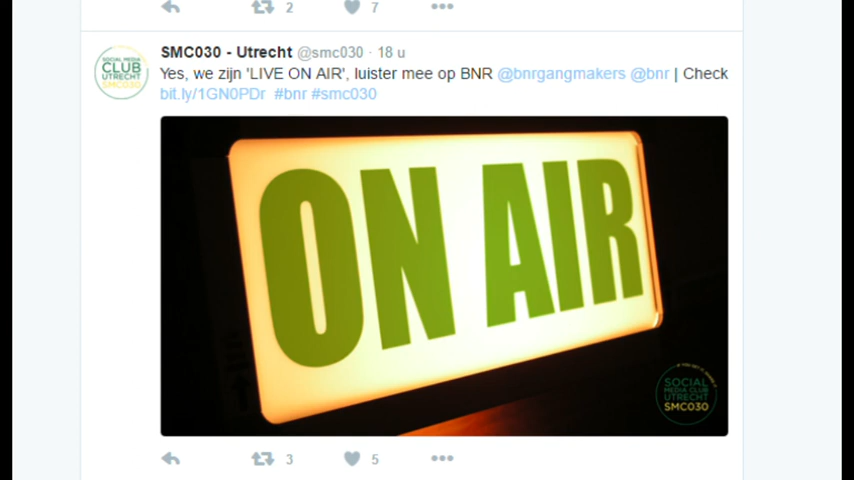 2 7
SMC030 - Utrecht @smc030 · 18 u
SOCIAL MEDIA
CLUB
UTRECHT
SMC030
Yes, we zijn 'LIVE ON AIR', luister mee op BNR @bnrgangmakers @bnr | Check
bit.ly/1GN0PDr #bnr #smc030
ON AIR
SOCIAL
MEDIA CLUB
UTRECHT
SMC030
3 5